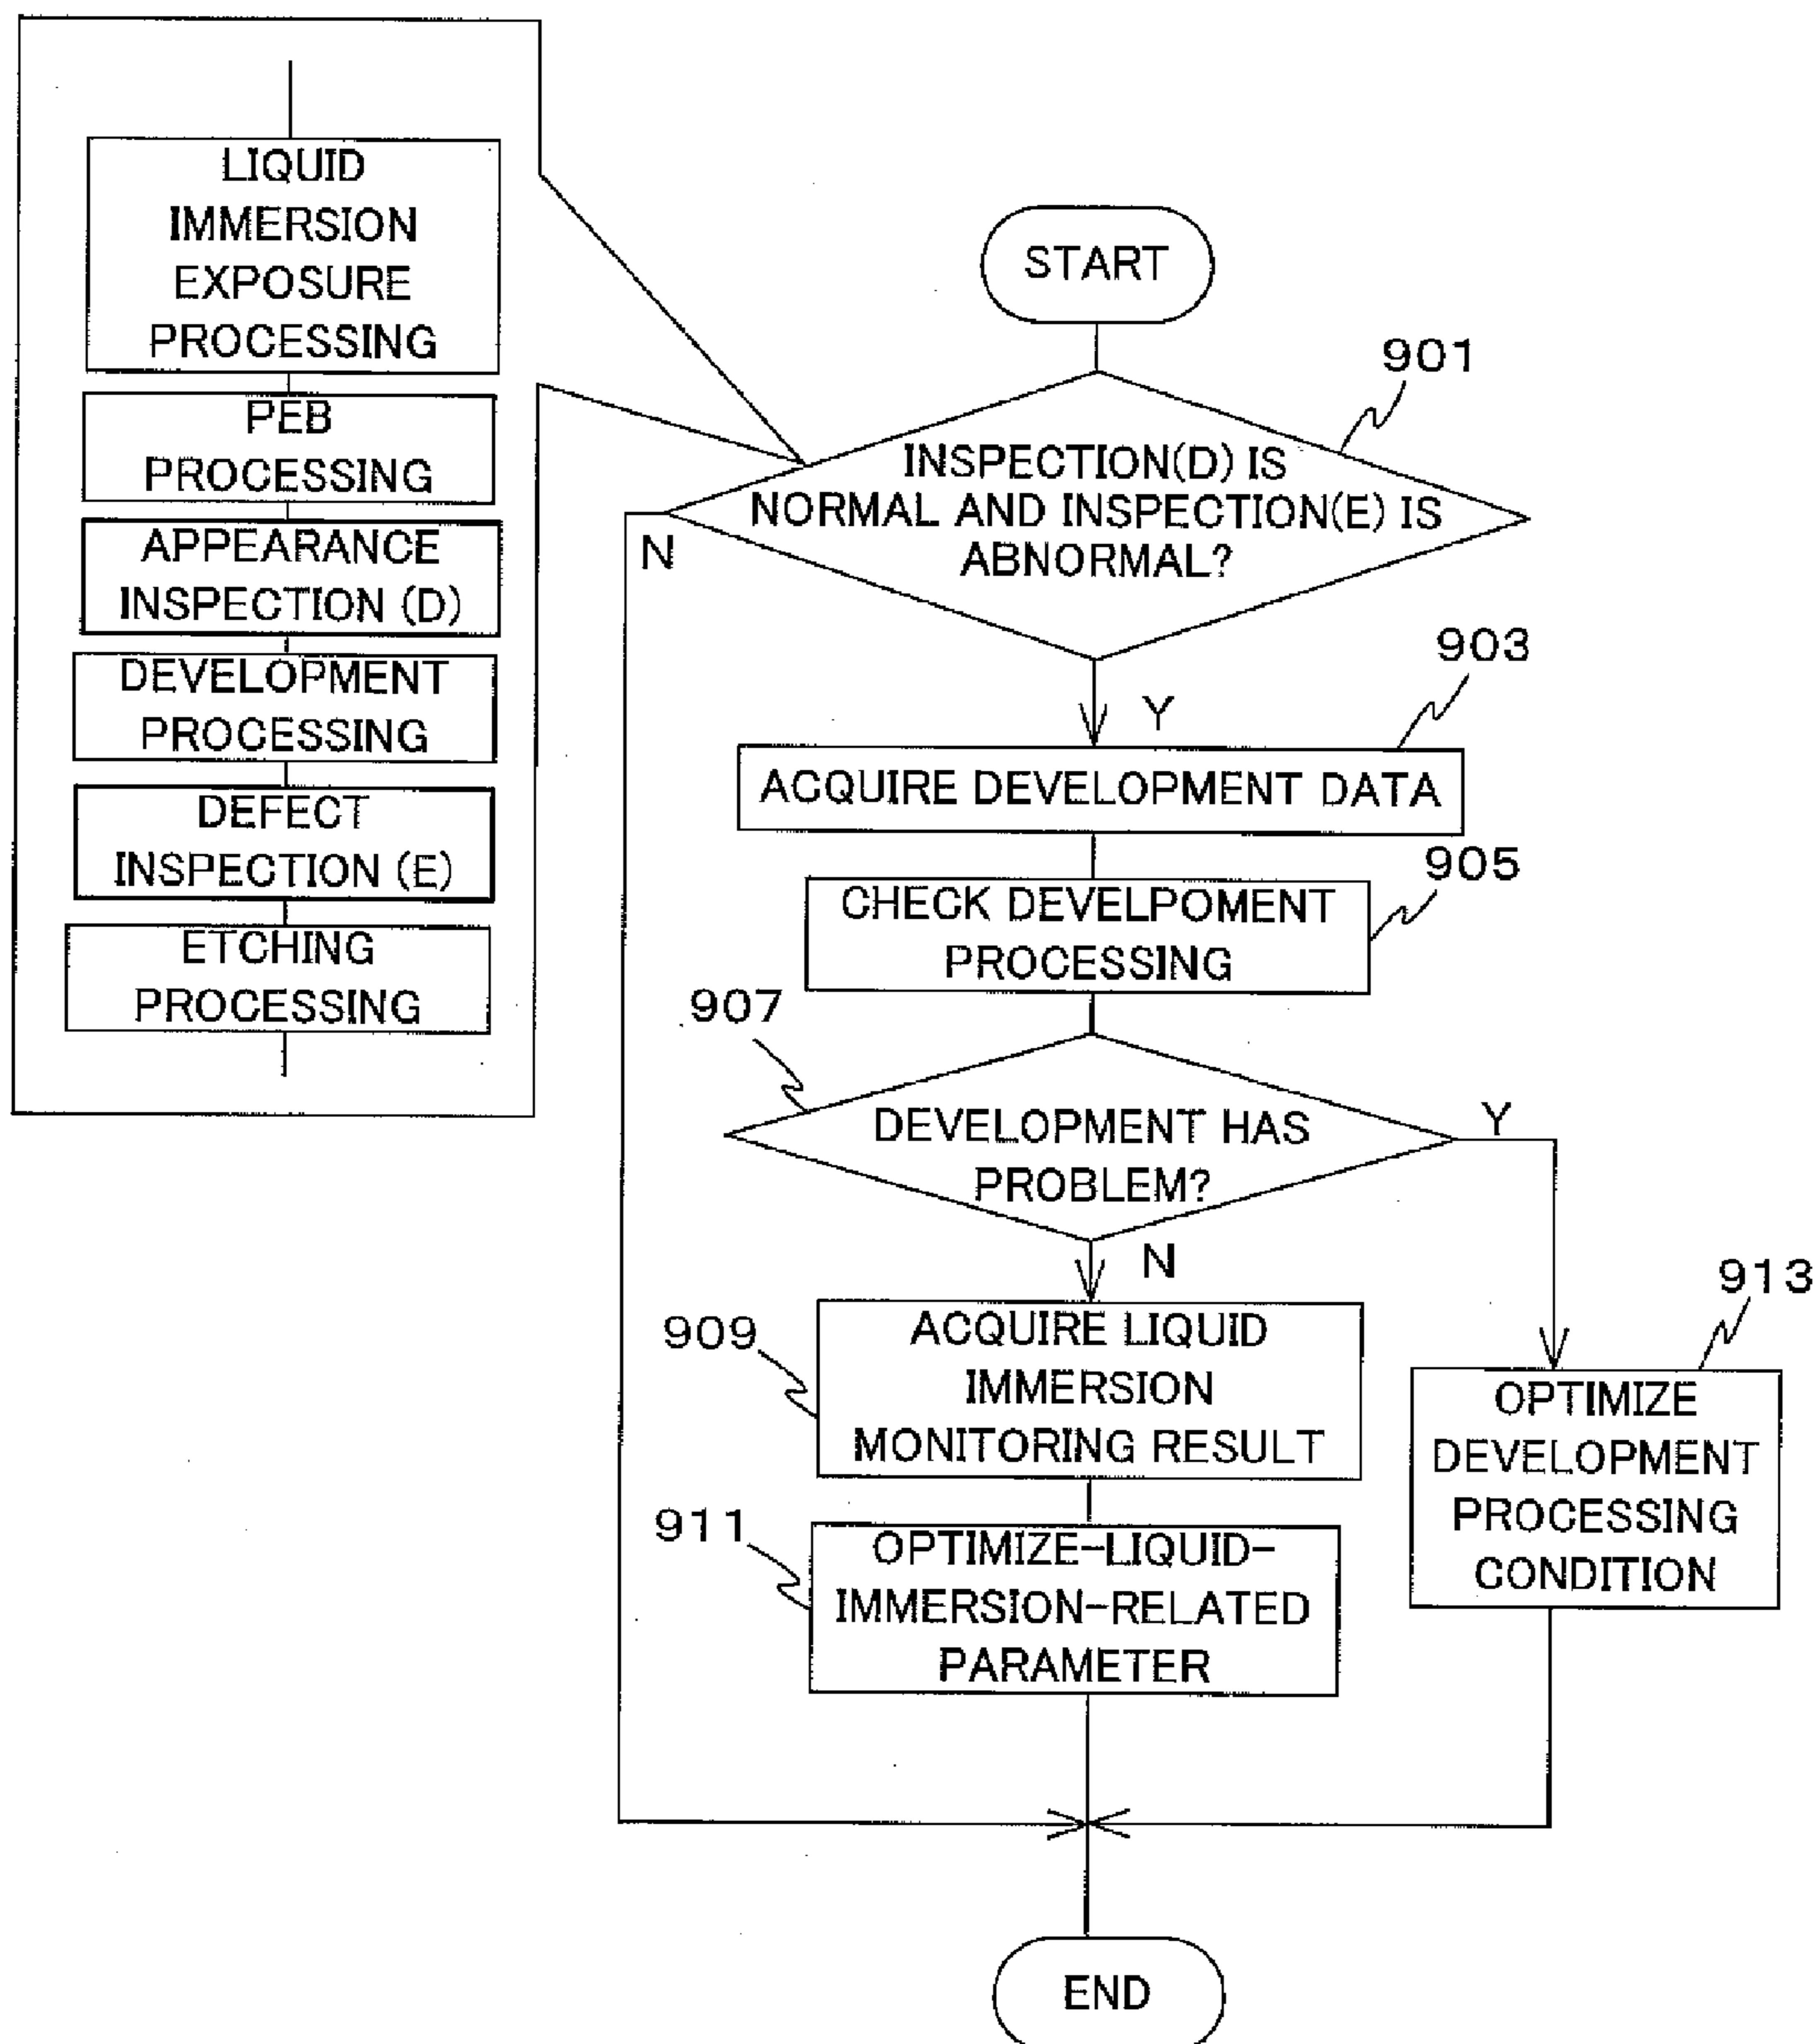 LIQUID
IMMERSION
EXPOSURE
PROCESSING
PEB
PROCESSING
APPEARANCE
INSPECTION (D)
DEVELOPMENT
PROCESSING
DEFECT
INSPECTION (E)
ETCHING
PROCESSING
START
901
INSPECTION(D) IS
NORMAL AND INSPECTION(E) IS
ABNORMAL?
N
Y
903
ACQUIRE DEVELOPMENT DATA
905
CHECK DEVELPOMENT
PROCESSING
907
DEVELOPMENT HAS
PROBLEM?
Y
N
909
ACQUIRE LIQUID
IMMERSION
MONITORING RESULT
913
OPTIMIZE
DEVELOPMENT
PROCESSING
CONDITION
911
OPTIMIZE-LIQUID-
IMMERSION-RELATED
PARAMETER
END